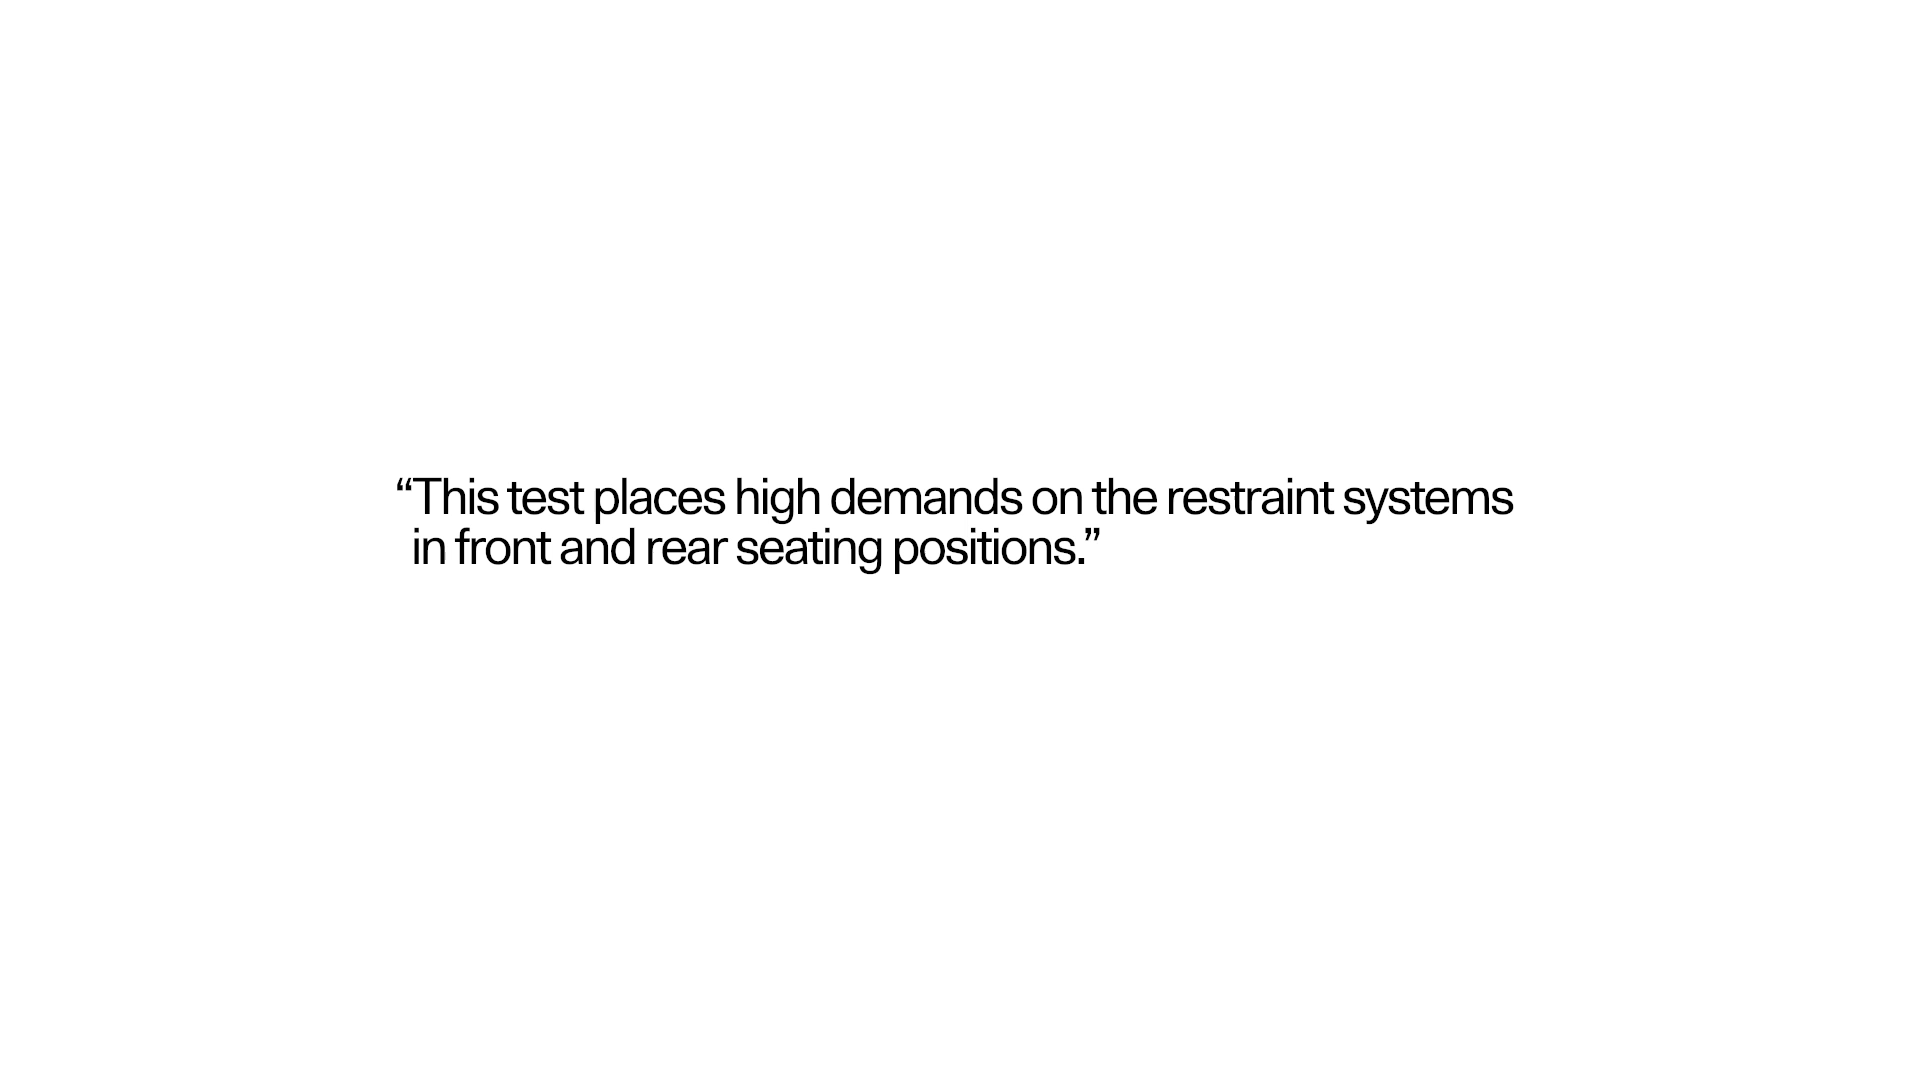 “This test places high demands on the restraint systems
in front and rear seating positions.”